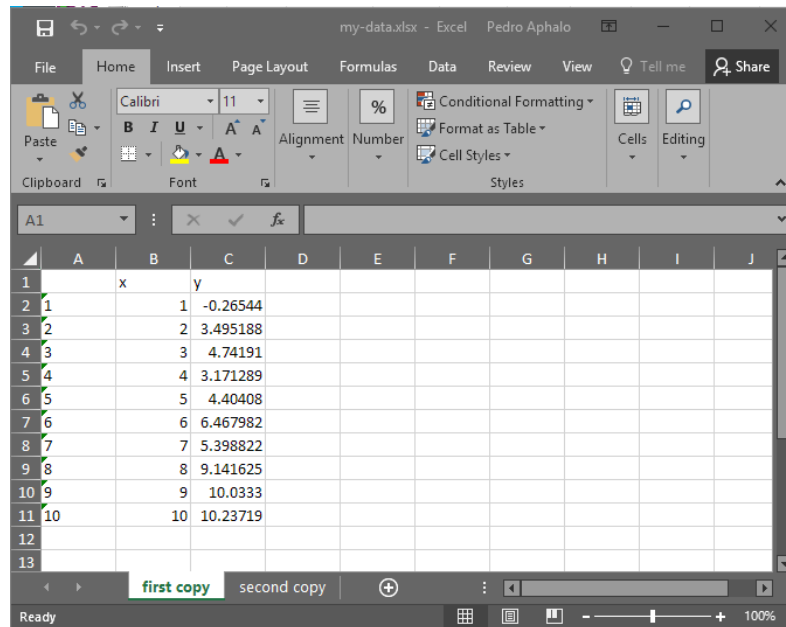 my-data.xlsx - Excel Pedro Aphalo
File Home Insert Page Layout Formulas Data Review View Tell me Share
Calibri 11 % Conditional Formatting
Paste B I U A A Alignment Number Format as Table Cells Editing
A Cell Styles
Clipboard Font Styles
A1 fx
A B C D E F G H I J
1 x y
2 1 1 -0.26544
3 2 2 3.495188
4 3 3 4.74191
5 4 4 3.171289
6 5 5 4.40408
7 6 6 6.467982
8 7 7 5.398822
9 8 8 9.141625
10 9 9 10.0333
11 10 10 10.23719
12
13
first copy second copy
Ready 100%